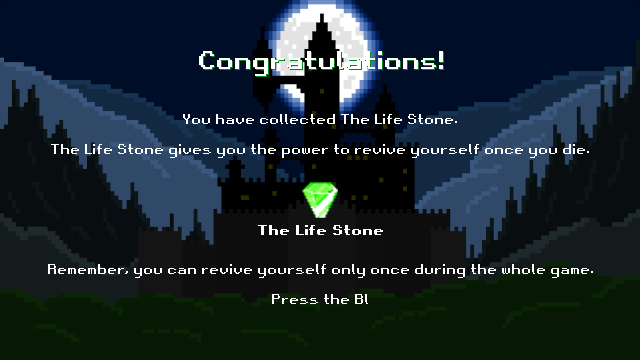 Congratulations!
You have collected The Life Stone.
The Life Stone gives you the power to revive yourself once you die.
The Life Stone
Remember, you can revive yourself only once during the whole game.
Press the Bl